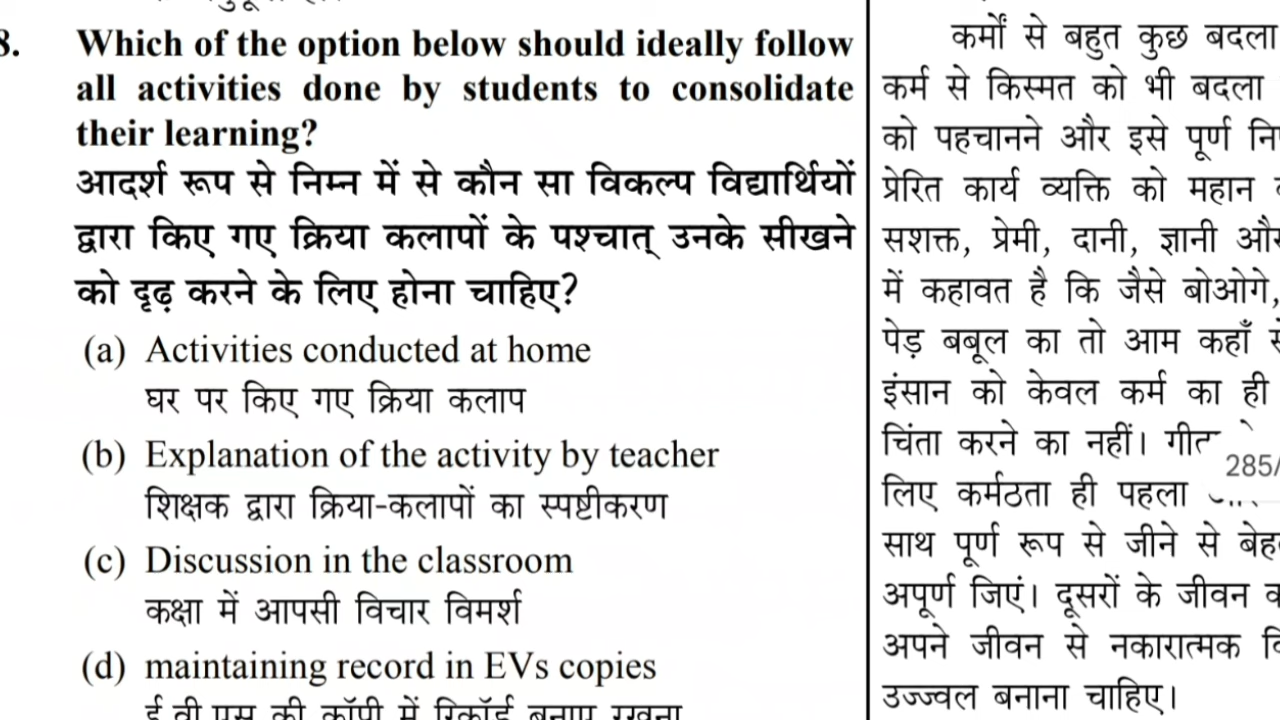 8. Which of the option below should ideally follow
all activities done by students to consolidate
their learning?
आदर्श रूप से निम्न में से कौन सा विकल्प विद्यार्थियों
द्वारा किए गए क्रिया कलापों के पश्चात् उनके सीखने
को दृढ़ करने के लिए होना चाहिए?
(a) Activities conducted at home
घर पर किए गए क्रिया कलाप
(b) Explanation of the activity by teacher
शिक्षक द्वारा क्रिया-कलापों का स्पष्टीकरण
(c) Discussion in the classroom
कक्षा में आपसी विचार विमर्श
(d) maintaining record in EVs copies
ई वी एस की कॉपी में रिकॉर्ड बनाए रखना
कर्मों से बहुत कुछ बदला
कर्म से किस्मत को भी बदला
को पहचानने और इसे पूर्ण
प्रेरित कार्य व्यक्ति को महान
सशक्त, प्रेमी, दानी, ज्ञानी और
में कहावत है कि जैसे बोओगे,
पेड़ बबूल का तो आम कहाँ
इंसान को केवल कर्म का ही
चिंता करने का नहीं।
285/
लिए कर्मठता ही पहला
साथ पूर्ण रूप से जीने से
अपूर्ण जिएं। दूसरों के जीवन
अपने जीवन से नकारात्मक
उज्ज्वल बनाना चाहिए।